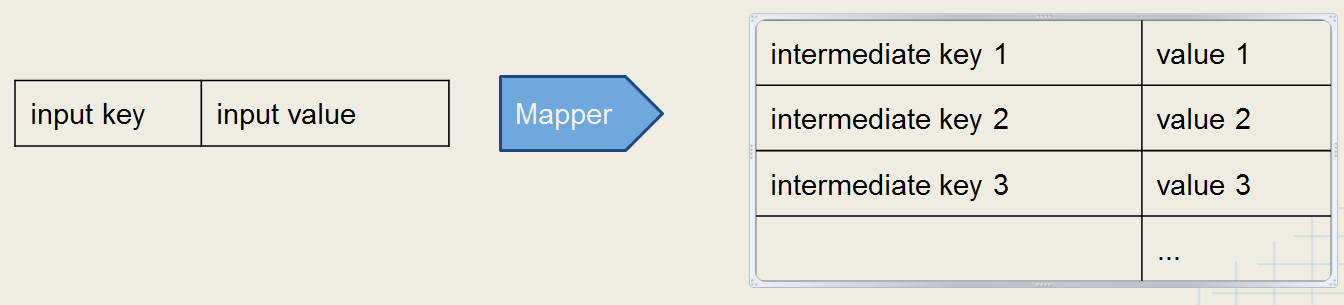 input key input value
Mapper
intermediate key 1 value 1
intermediate key 2 value 2
intermediate key 3 value 3
...